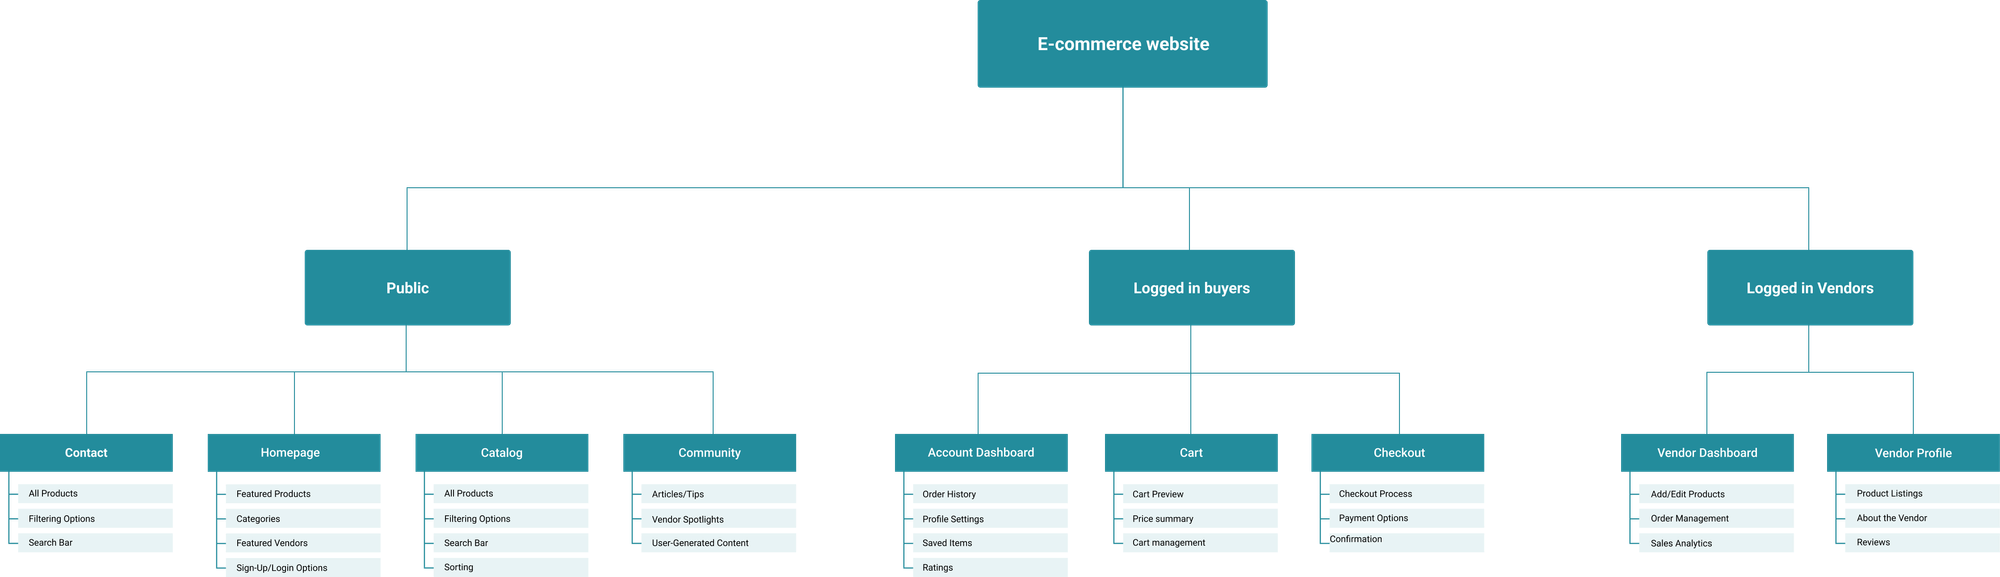 E-commerce website
Public
Logged in buyers
Logged in Vendors
Contact
All Products
Filtering Options
Search Bar
Homepage
Featured Products
Categories
Featured Vendors
Sign-Up/Login Options
Catalog
All Products
Filtering Options
Search Bar
Sorting
Community
Articles/Tips
Vendor Spotlights
User-Generated Content
Account Dashboard
Order History
Profile Settings
Saved Items
Ratings
Cart
Cart Preview
Price summary
Cart management
Checkout
Checkout Process
Payment Options
Confirmation
Vendor Dashboard
Add/Edit Products
Order Management
Sales Analytics
Vendor Profile
Product Listings
About the Vendor
Reviews